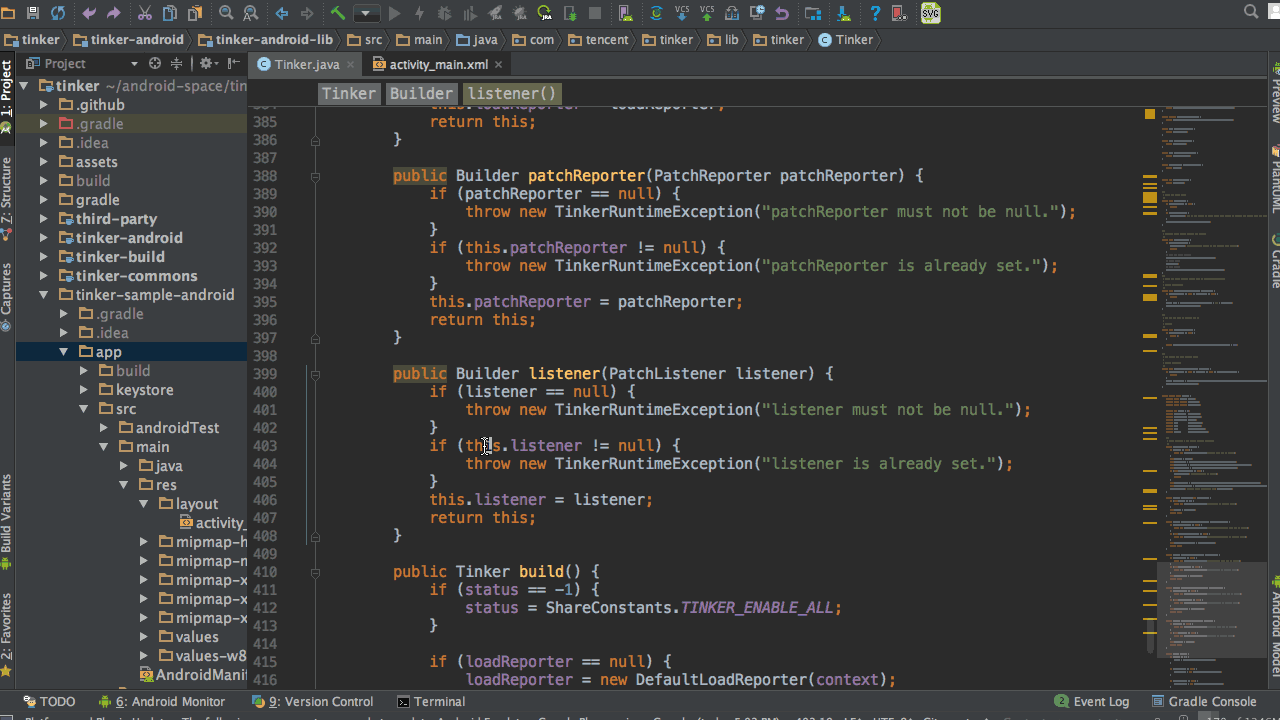 VCS VCS JRA SVG
tinker tinker-android tinker-android-lib src main java com tencent tinker lib tinker Tinker
Project
Tinker.java activity_main.xml
Tinker Builder listener()
1: Project
Z: Structure
Captures
Build Variants
2: Favorites
tinker ~/android-space/tin
.github
.gradle
.idea
assets
build
gradle
third-party
tinker-android
tinker-build
tinker-commons
tinker-sample-android
.gradle
.idea
app
build
keystore
src
androidTest
main
java
res
layout
activity_
mipmap-h
mipmap-m
mipmap-x
mipmap-x
mipmap-x
values
values-w8
AndroidMani
385 return this;
386 }
387
388 public Builder patchReporter(PatchReporter patchReporter) {
389 if (patchReporter == null) {
390 throw new TinkerRuntimeException("patchReporter must not be null.");
391 }
392 if (this.patchReporter != null) {
393 throw new TinkerRuntimeException("patchReporter is already set.");
394 }
395 this.patchReporter = patchReporter;
396 return this;
397 }
398
399 public Builder listener(PatchListener listener) {
400 if (listener == null) {
401 throw new TinkerRuntimeException("listener must not be null.");
402 }
403 if (this.listener != null) {
404 throw new TinkerRuntimeException("listener is already set.");
405 }
406 this.listener = listener;
407 return this;
408 }
409
410 public Tinker build() {
411 if (status == -1) {
412 status = ShareConstants.TINKER_ENABLE_ALL;
413 }
414
415 if (loadReporter == null) {
416 loadReporter = new DefaultLoadReporter(context);
Preview
PlantUML
Gradle
Android Model
TODO 6: Android Monitor 9: Version Control Terminal 2 Event Log Gradle Console